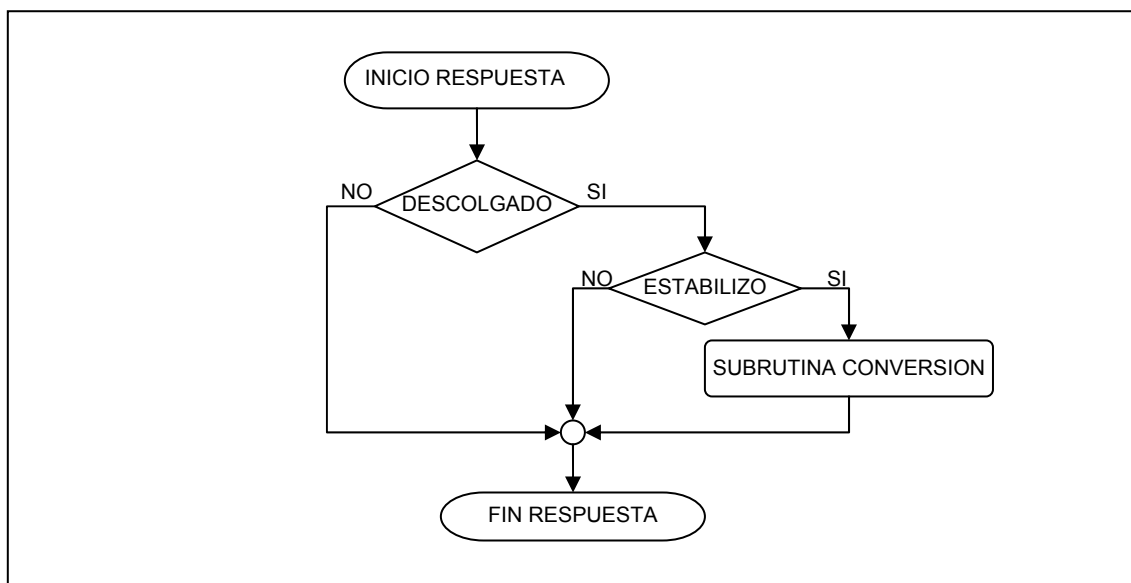 INICIO RESPUESTA
NO
DESCOLGADO
SI
NO
ESTABILIZO
SI
SUBRUTINA CONVERSION
FIN RESPUESTA